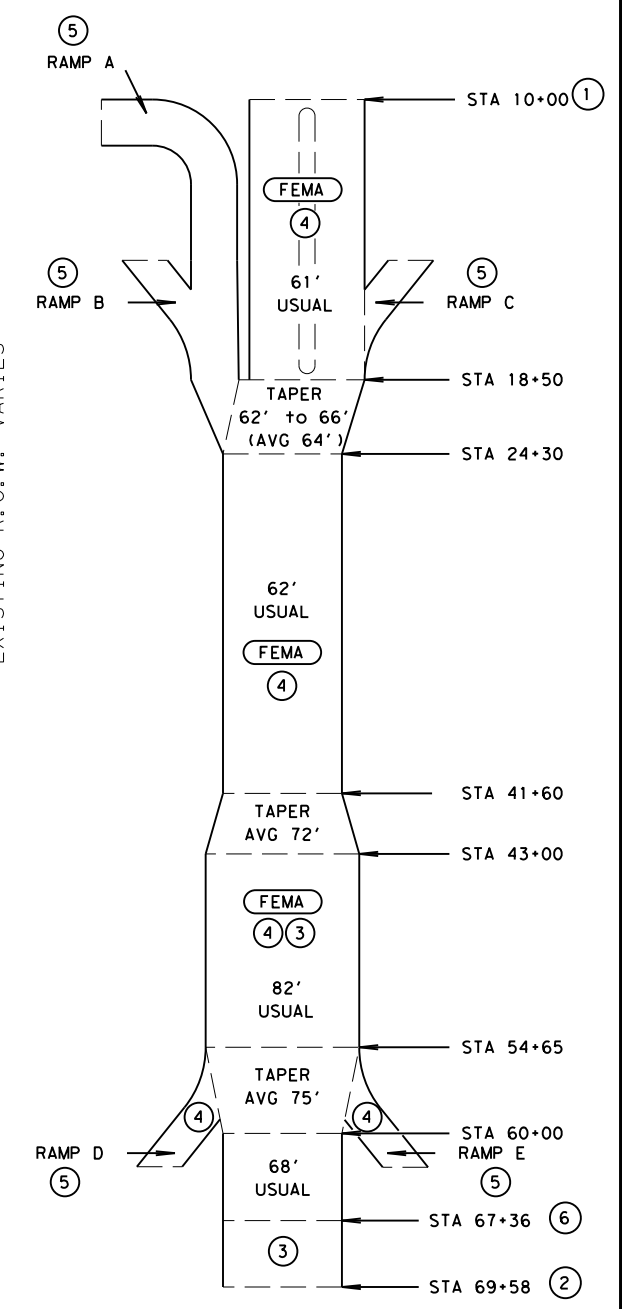 5
RAMP A
STA 10+00 1
FEMA
4
5
RAMP B
61'
USUAL
5
RAMP C
EXISTING R.O.W. VARIES
STA 18+50
TAPER
62' to 66'
(AVG 64')
STA 24+30
62'
USUAL
FEMA
4
STA 41+60
TAPER
AVG 72'
STA 43+00
FEMA
4 3
82'
USUAL
STA 54+65
TAPER
AVG 75'
4
4
STA 60+00
RAMP D
5
RAMP E
5
68'
USUAL
STA 67+36 6
3
STA 69+58 2